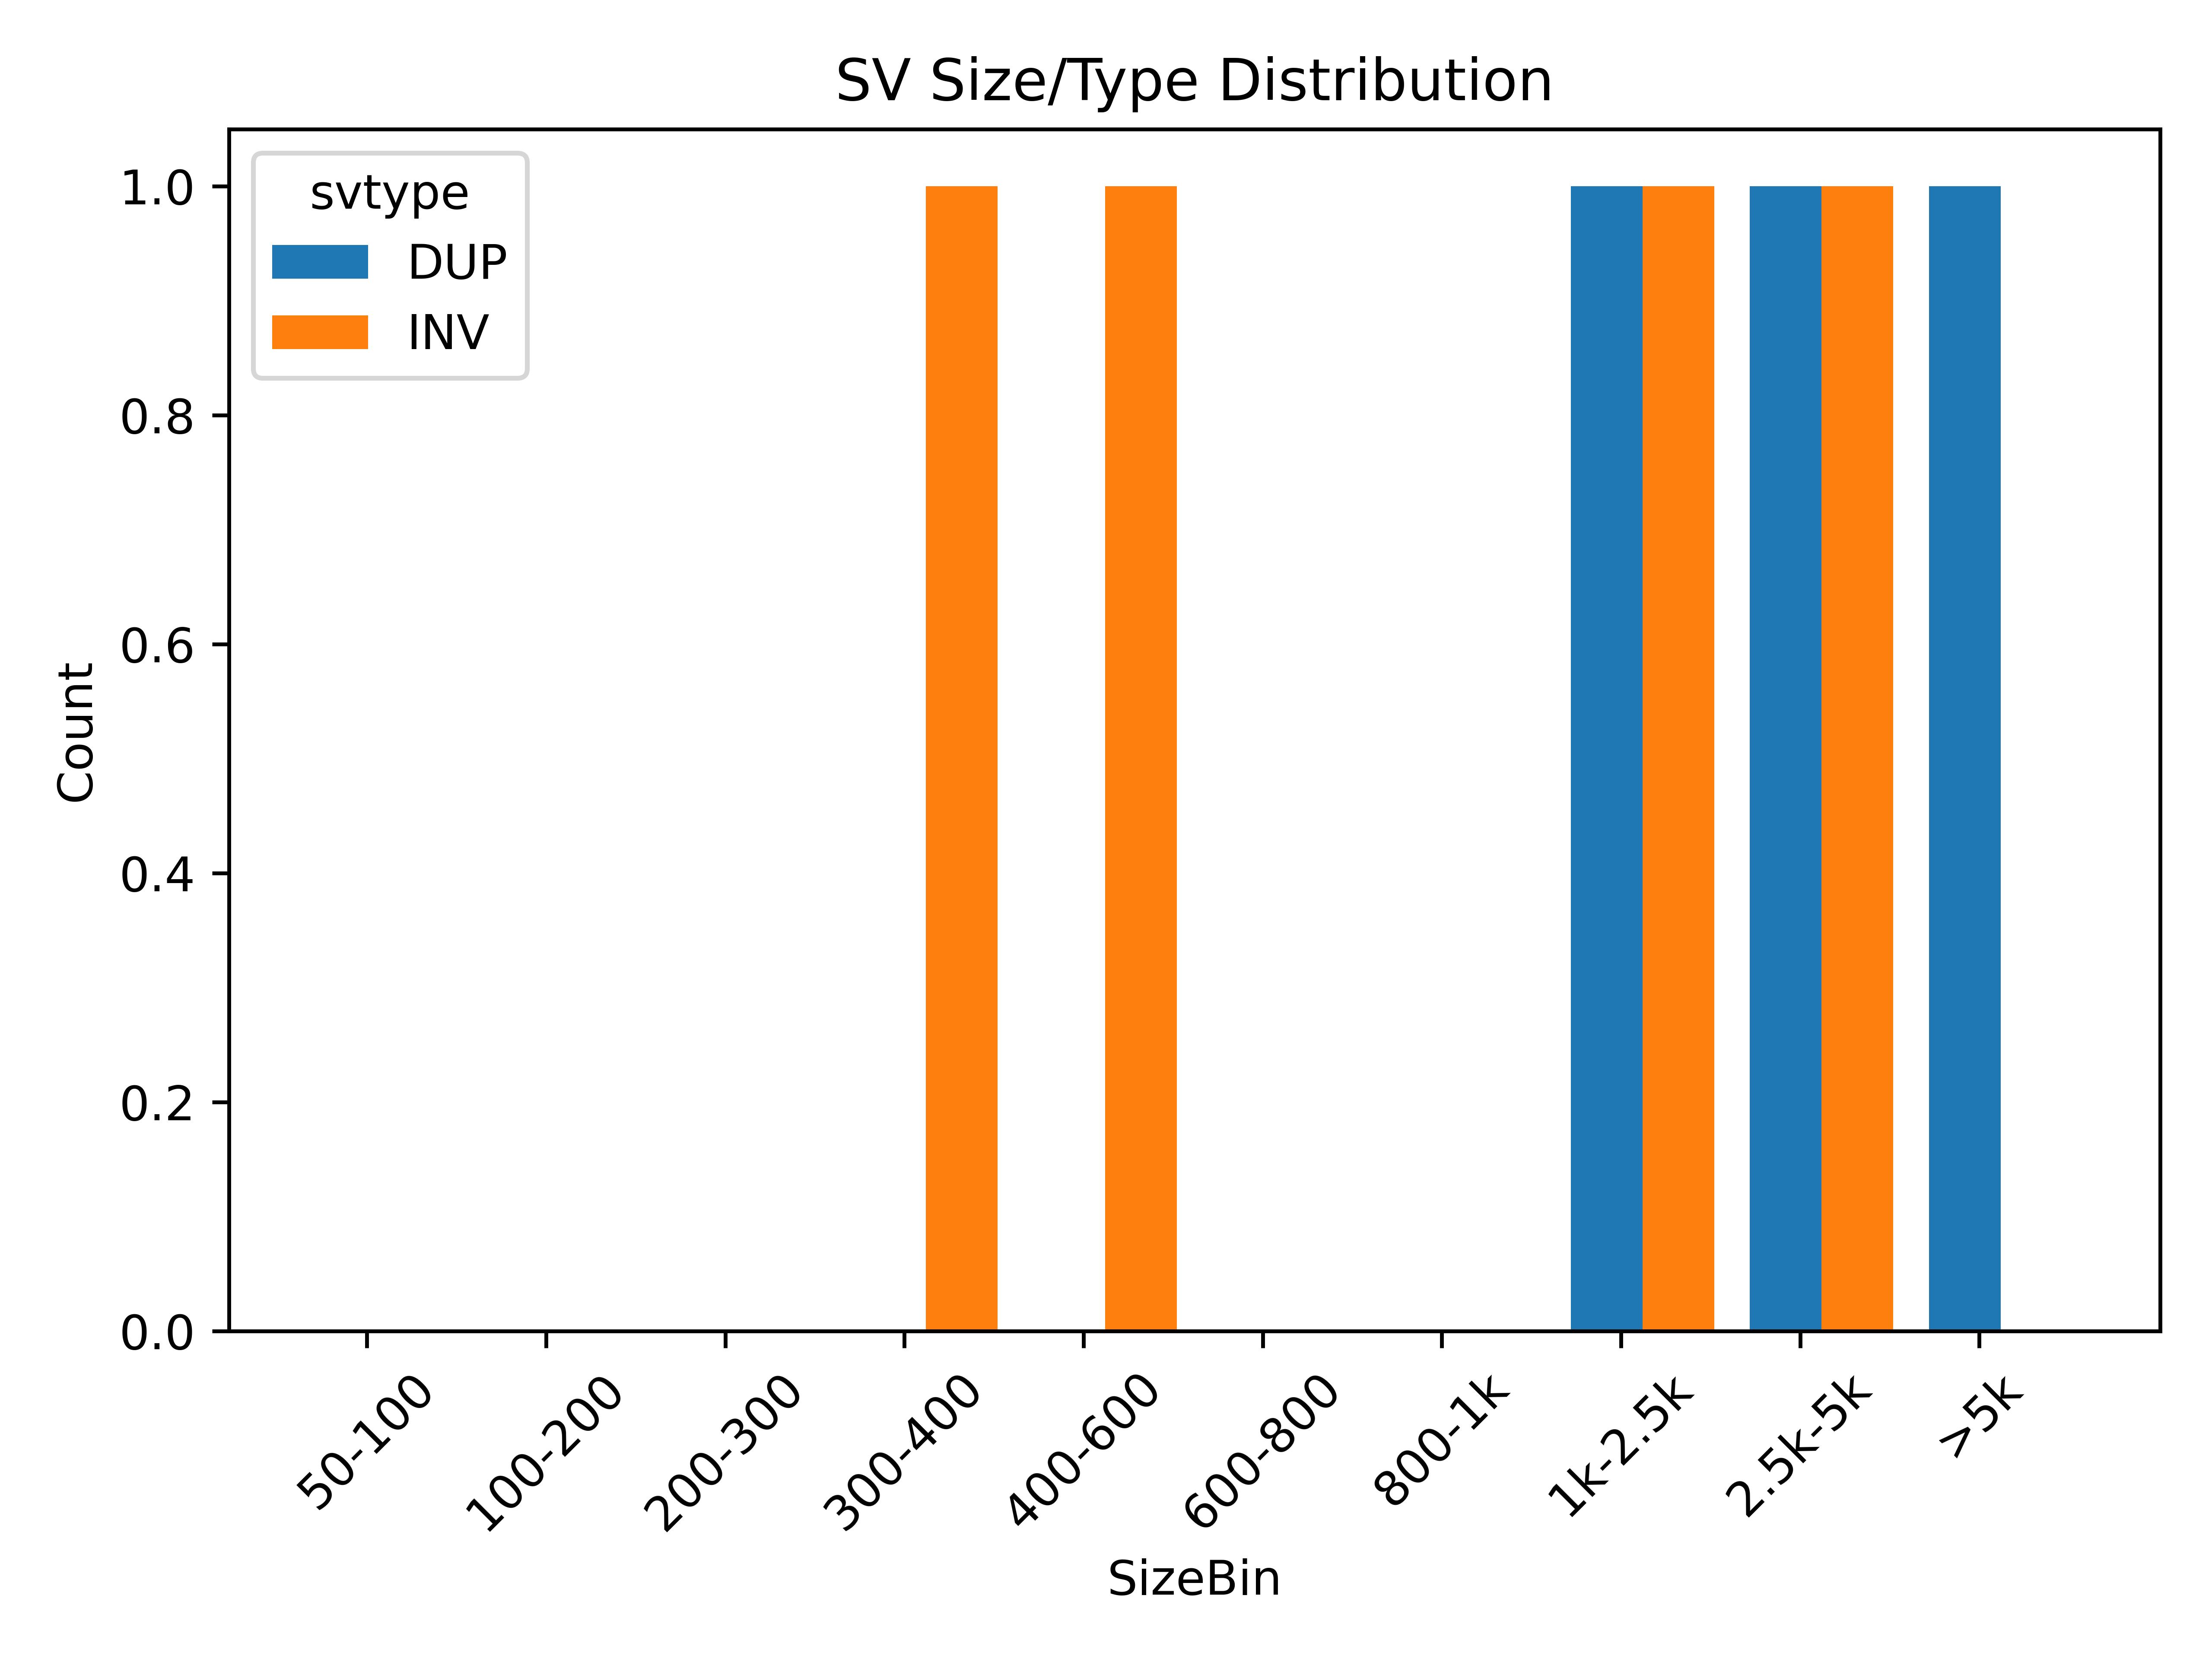 SV Size/Type Distribution
svtype
DUP
INV
1.0
0.8
0.6
0.4
0.2
0.0
Count
50-100
100-200
200-300
300-400
400-600
600-800
800-1k
1k-2.5k
2.5k-5k
>5k
SizeBin